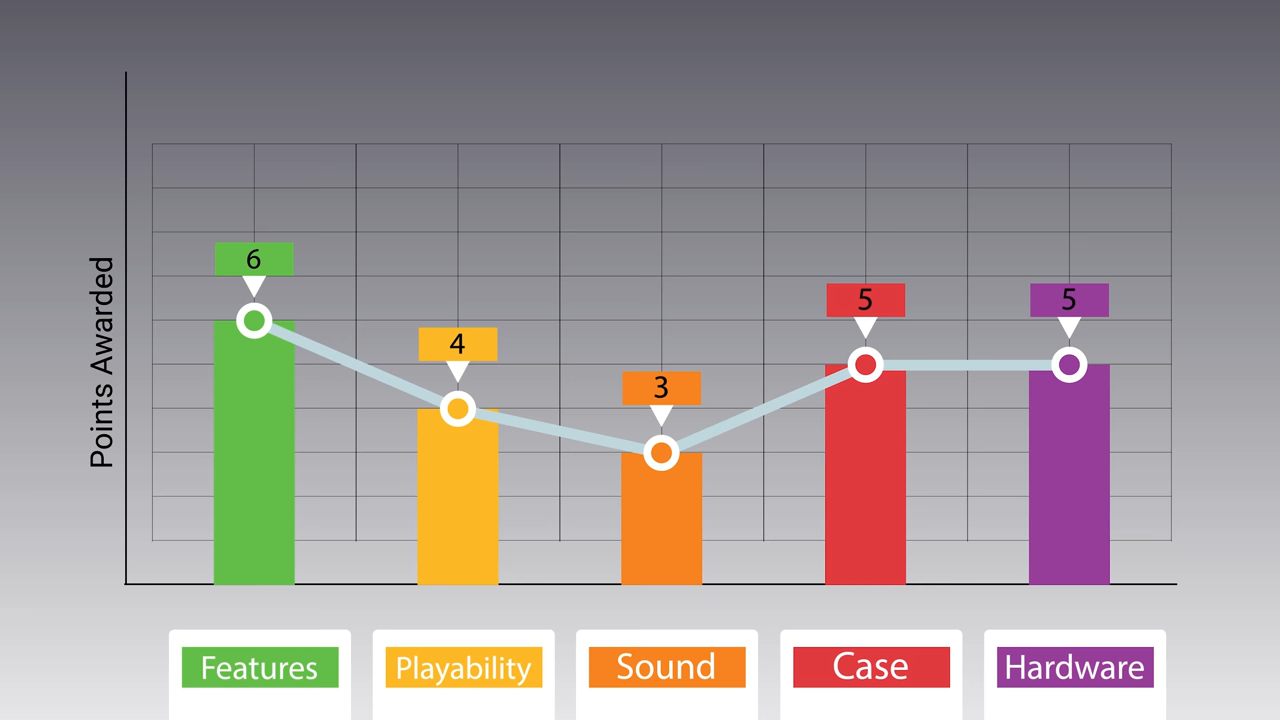 Points Awarded
6
4
3
5
5
Features
Playability
Sound
Case
Hardware